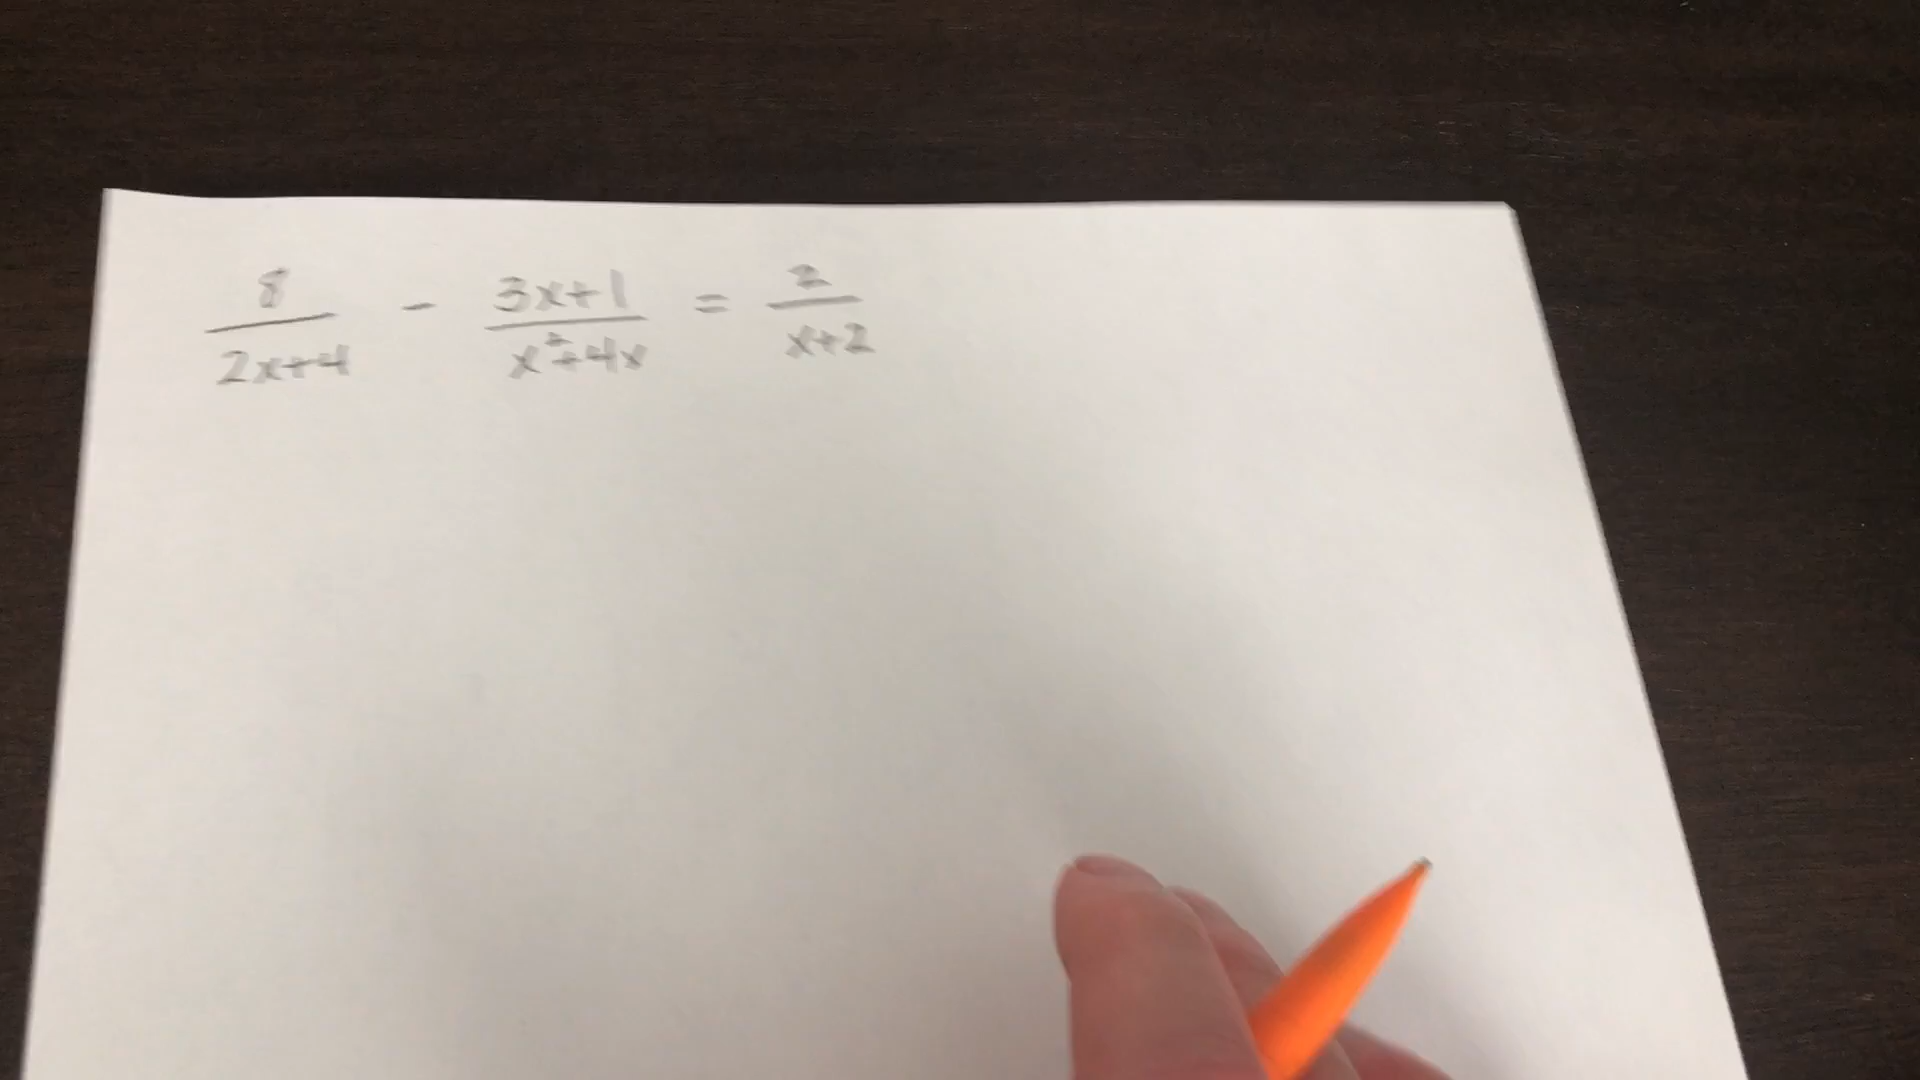 8/(2x+4) - (3x+1)/(x²+4x) = 2/(x+2)